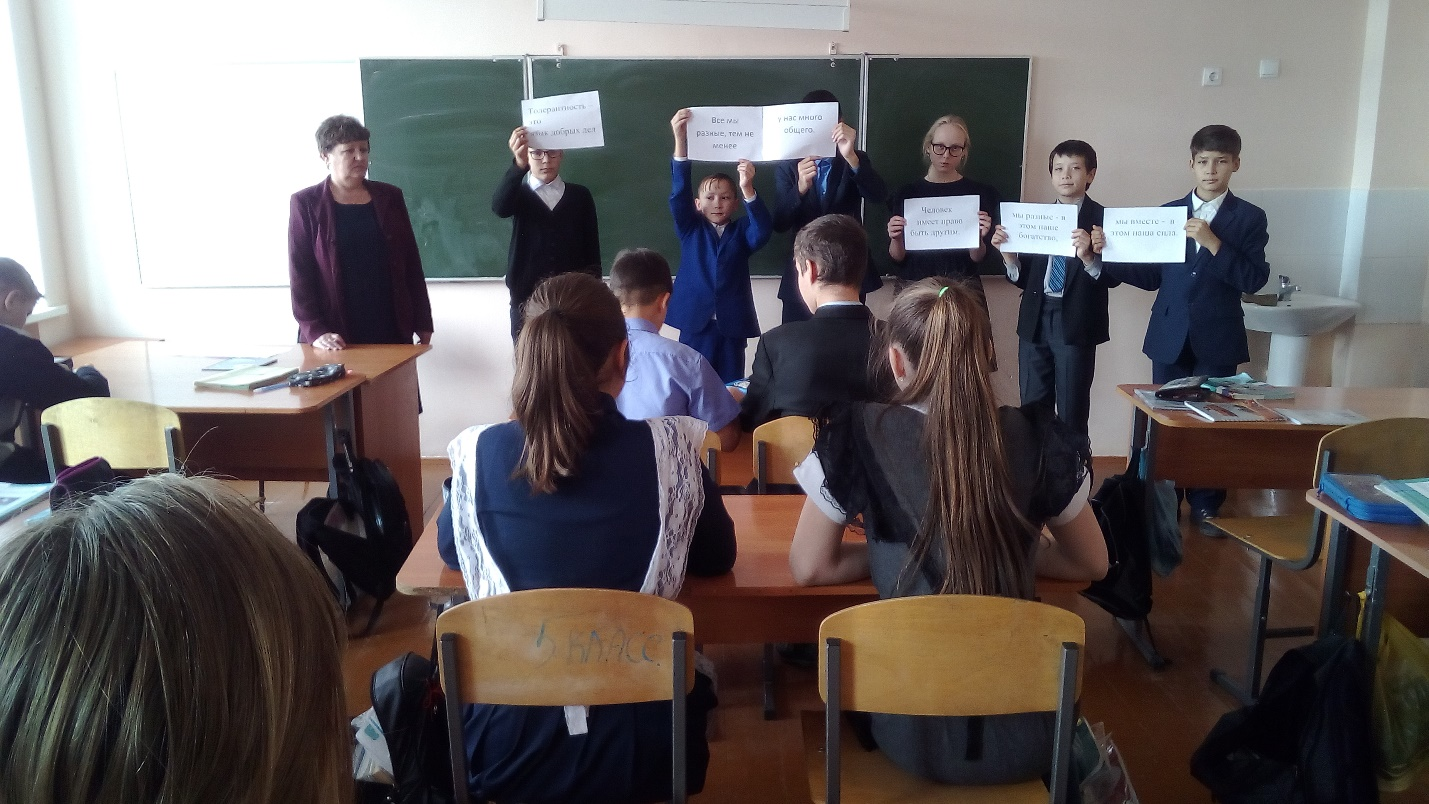 Толерантность –
это
язык добрых дел
Все мы
разные, тем не
менее
у нас много
общего.
Человек
имеет право
быть другим.
мы разные - в
этом наше
богатство,
мы вместе - в
этом наша сила.
5 КЛАСС